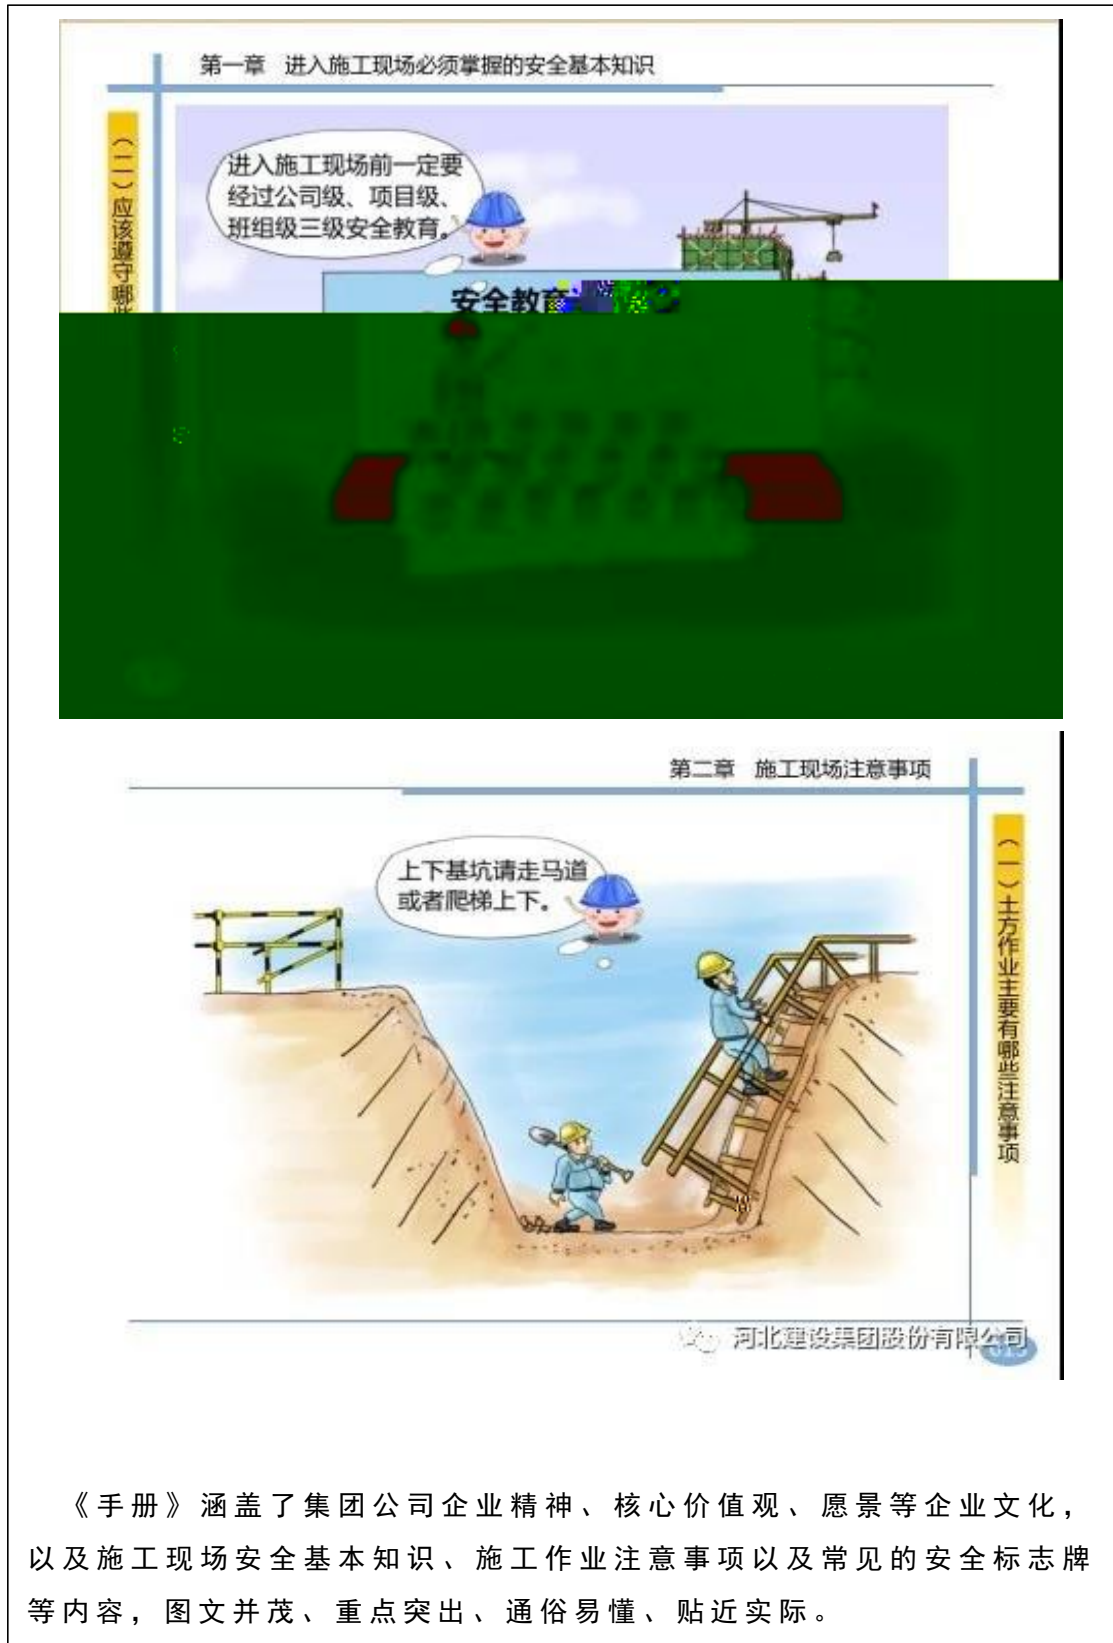 第一章 进入施工现场必须掌握的安全基本知识
（二）应该遵守哪
进入施工现场前一定要
经过公司级、项目级、
班组级三级安全教育。
安全教育
第二章 施工现场注意事项
（一）土方作业主要有哪些注意事项
上下基坑请走马道
或者爬梯上下。
河北建设集团股份有限公司
《手册》涵盖了集团公司企业精神、核心价值观、愿景等企业文化，
以及施工现场安全基本知识、施工作业注意事项以及常见的安全标志牌
等内容，图文并茂、重点突出、通俗易懂、贴近实际。